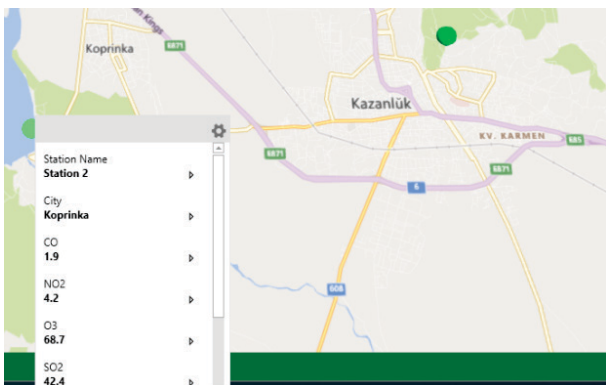 Kings
6871
Koprinka
Kazanlŭk
KV. KARMEN
685
6871
6871
6
608
Station Name
Station 2
City
Koprinka
CO
1.9
NO2
4.2
O3
68.7
SO2
42.4